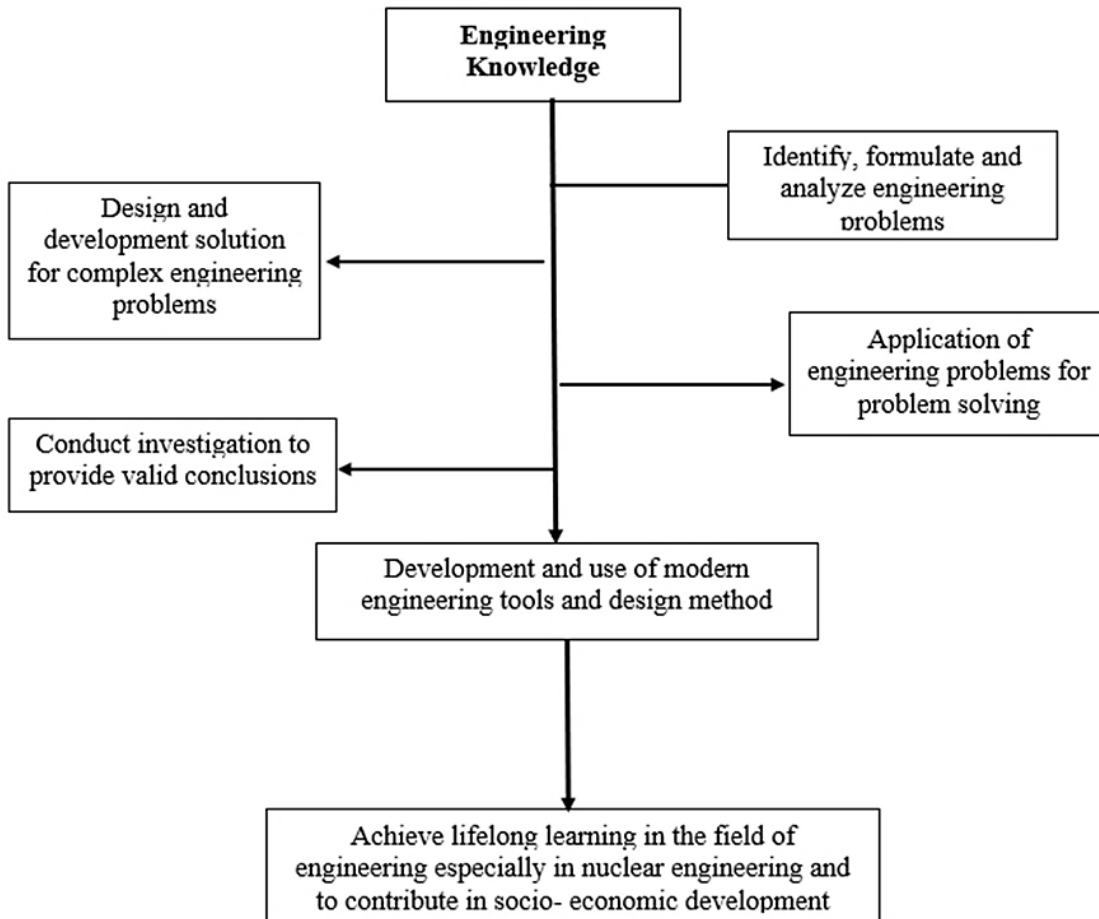 Engineering
Knowledge
Identify, formulate and
analyze engineering
problems
Design and
development solution
for complex engineering
problems
Application of
engineering problems for
problem solving
Conduct investigation to
provide valid conclusions
Development and use of modern
engineering tools and design method
Achieve lifelong learning in the field of
engineering especially in nuclear engineering and
to contribute in socio- economic development